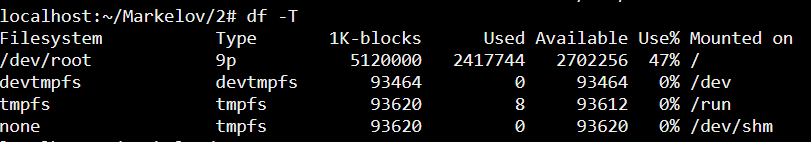 localhost:~/Markelov/2# df -T
Filesystem           Type       1K-blocks      Used Available Use% Mounted on
/dev/root            9p           5120000   2417744   2702256  47% /
devtmpfs             devtmpfs       93464         0     93464   0% /dev
tmpfs                tmpfs          93620         8     93612   0% /run
none                 tmpfs          93620         0     93620   0% /dev/shm